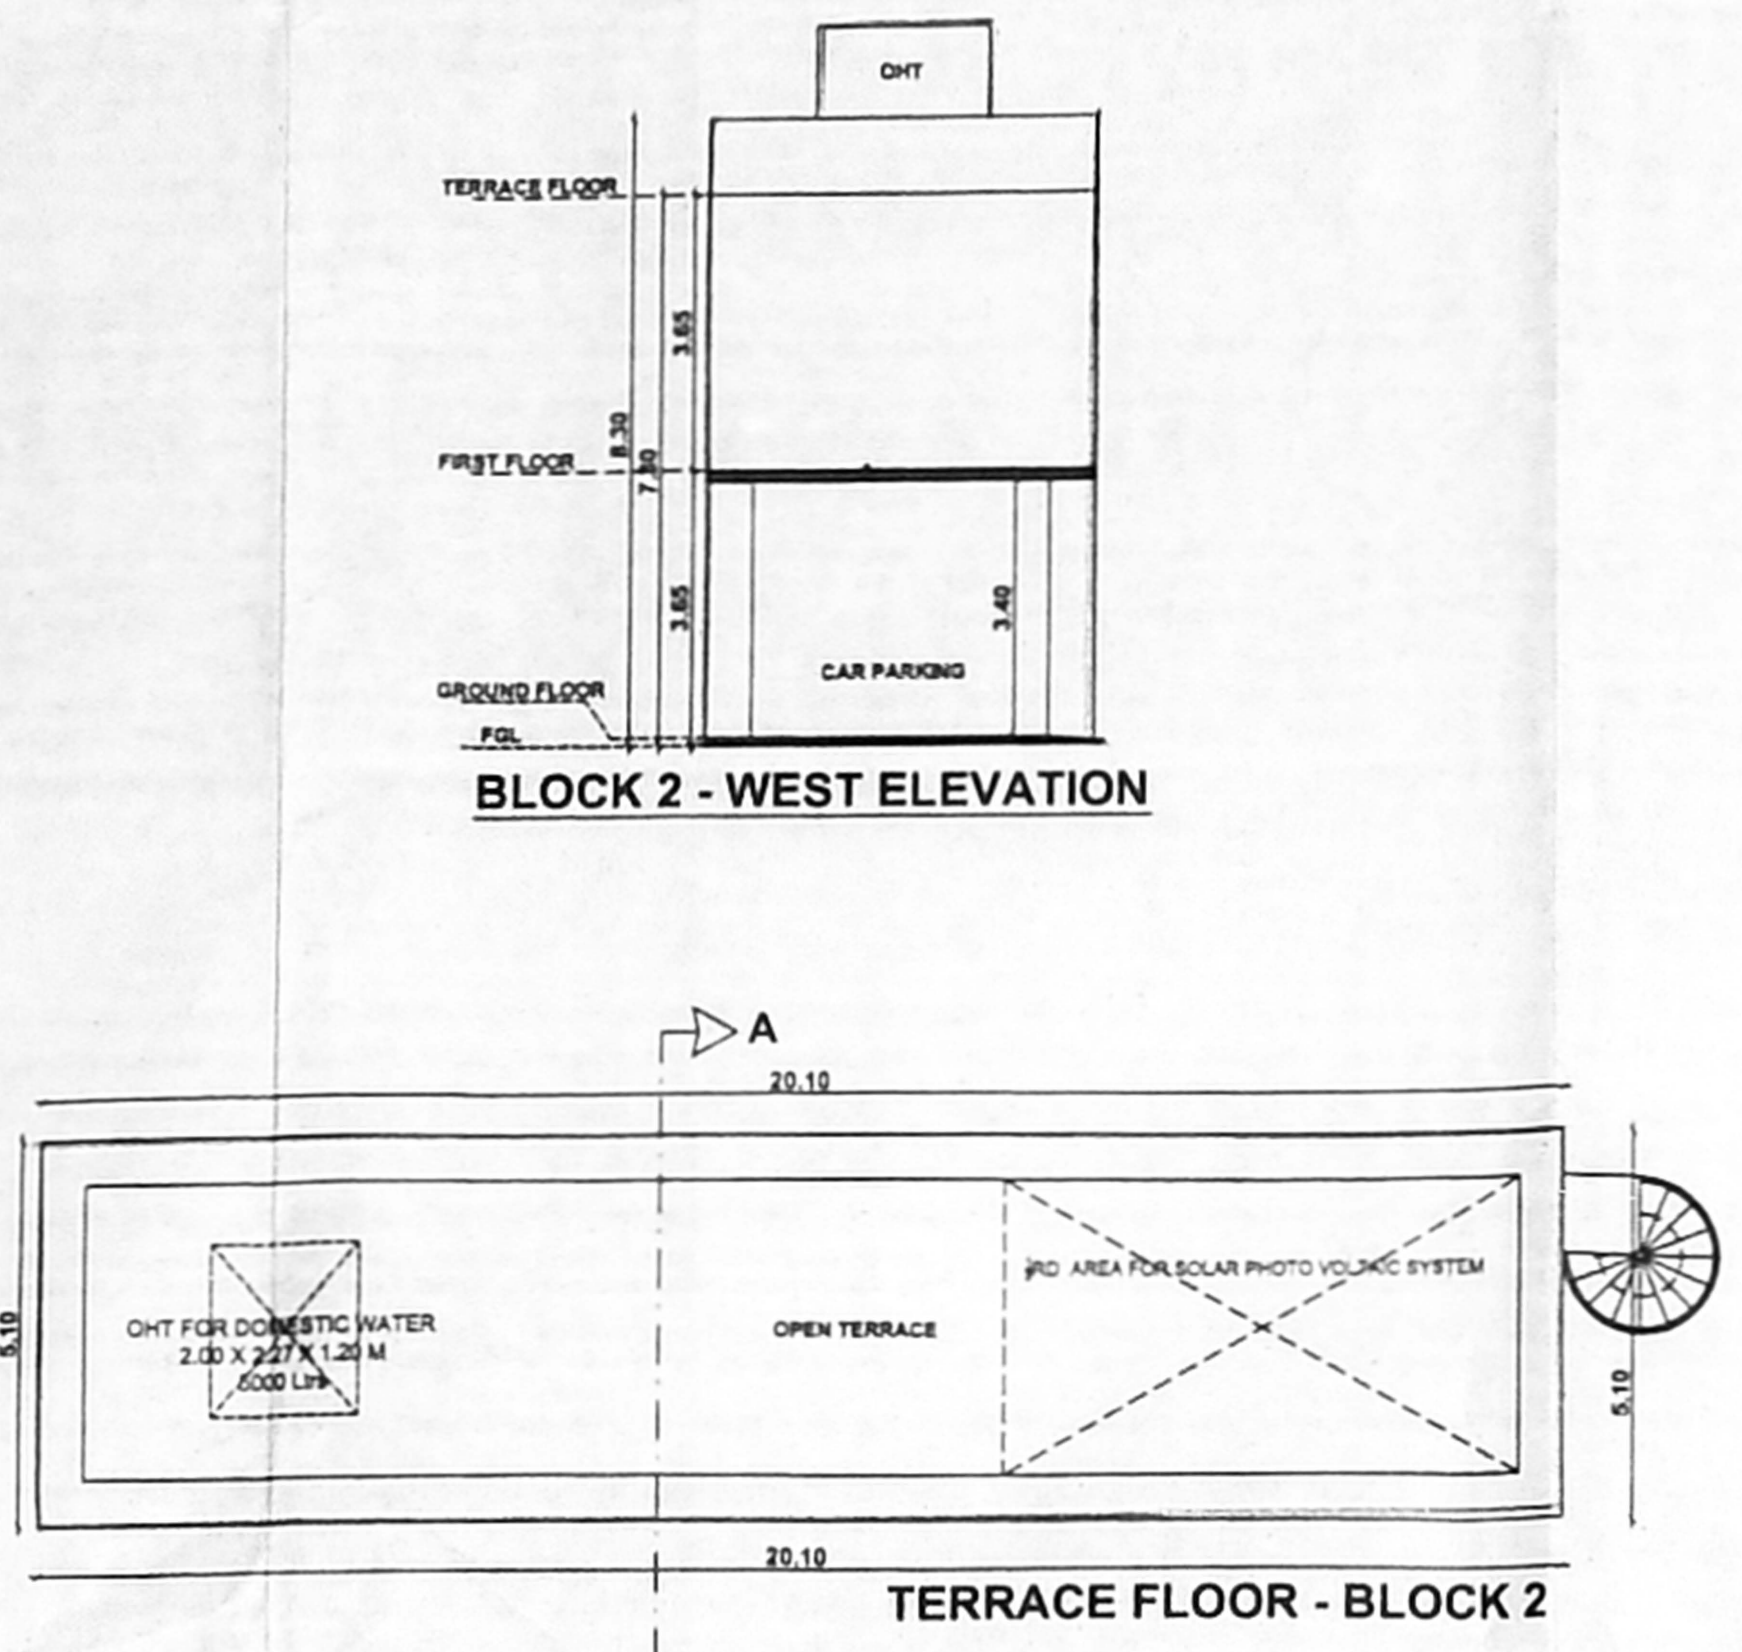 OHT
TERRACE FLOOR
3.65
8.30
FIRST FLOOR
7.30
3.65
3.40
CAR PARKING
GROUND FLOOR
FGL
BLOCK 2 - WEST ELEVATION
A
20.10
AREA FOR SOLAR PHOTO VOLTAIC SYSTEM
OHT FOR DOMESTIC WATER
2.00 X 2.27 X 1.20 M
OPEN TERRACE
5.10
5.10
20.10
TERRACE FLOOR - BLOCK 2